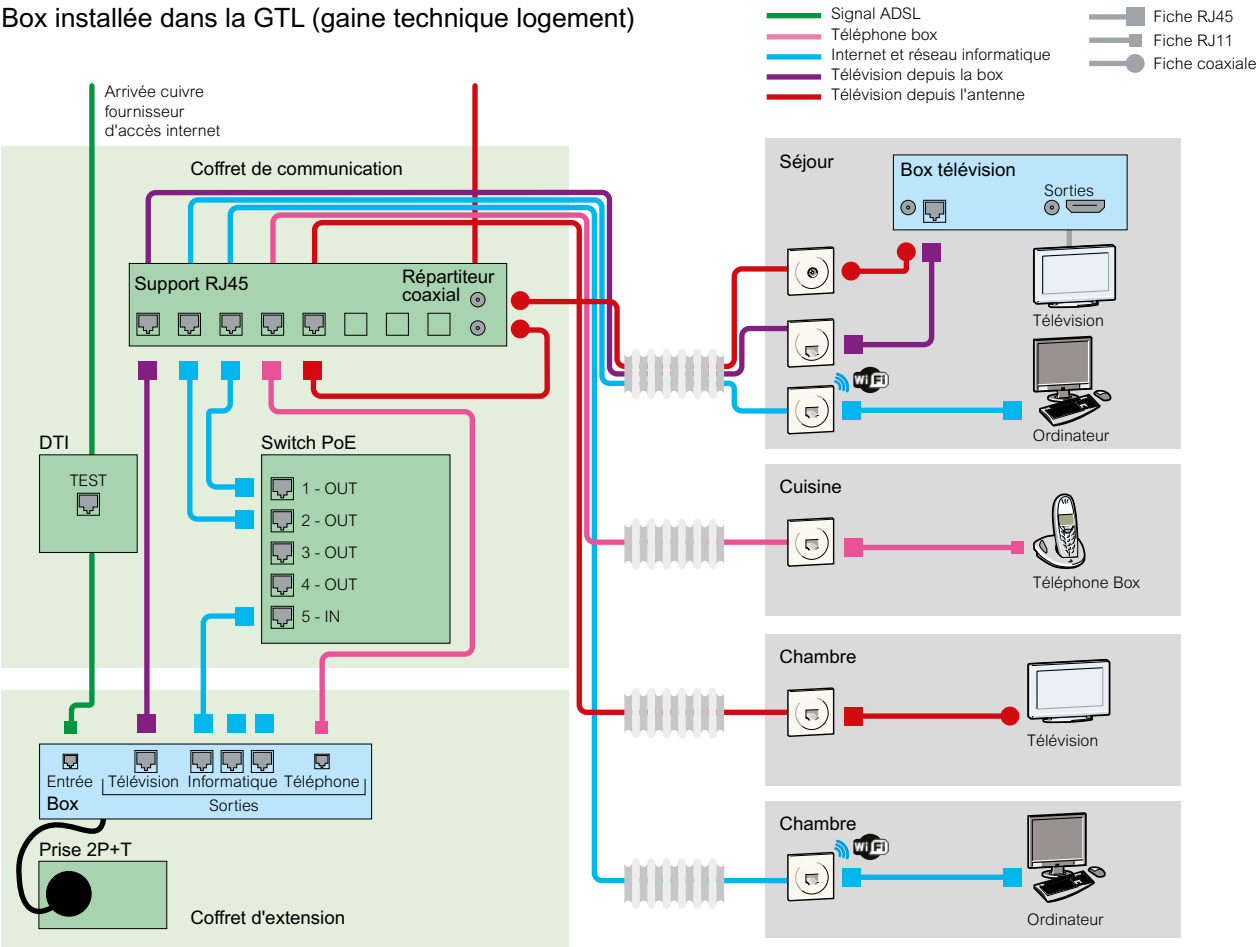 Box installée dans la GTL (gaine technique logement)
Signal ADSL
Téléphone box
Internet et réseau informatique
Télévision depuis la box
Télévision depuis l'antenne
Fiche RJ45
Fiche RJ11
Fiche coaxiale
Arrivée cuivre
fournisseur
d'accès internet
Coffret de communication
Support RJ45
Répartiteur
coaxial
DTI
TEST
Switch PoE
1 - OUT
2 - OUT
3 - OUT
4 - OUT
5 - IN
Entrée
Télévision
Informatique
Téléphone
Box
Sorties
Prise 2P+T
Coffret d'extension
Séjour
Box télévision
Sorties
Télévision
WiFi
Ordinateur
Cuisine
Téléphone Box
Chambre
Télévision
Chambre
WiFi
Ordinateur